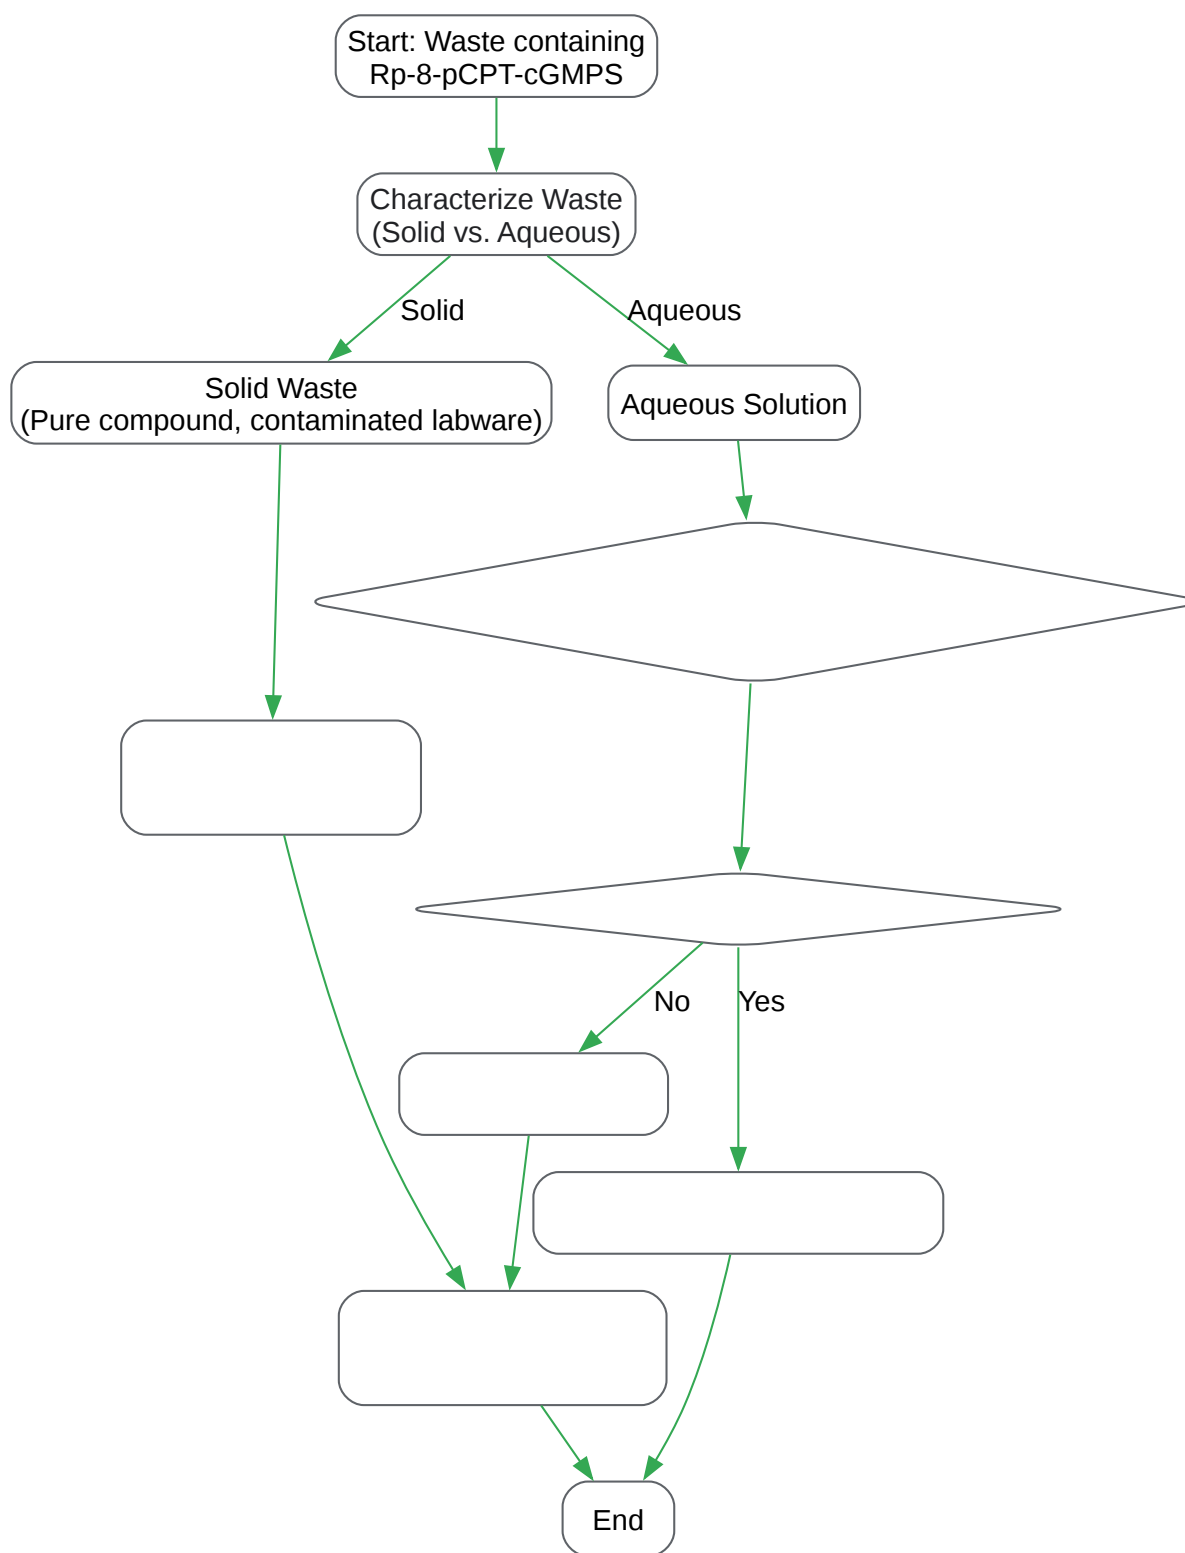 Start: Waste containing
Rp-8-pCPT-cGMPS
Characterize Waste
(Solid vs. Aqueous)
Solid
Aqueous
Solid Waste
(Pure compound, contaminated labware)
Aqueous Solution
No
Yes
End